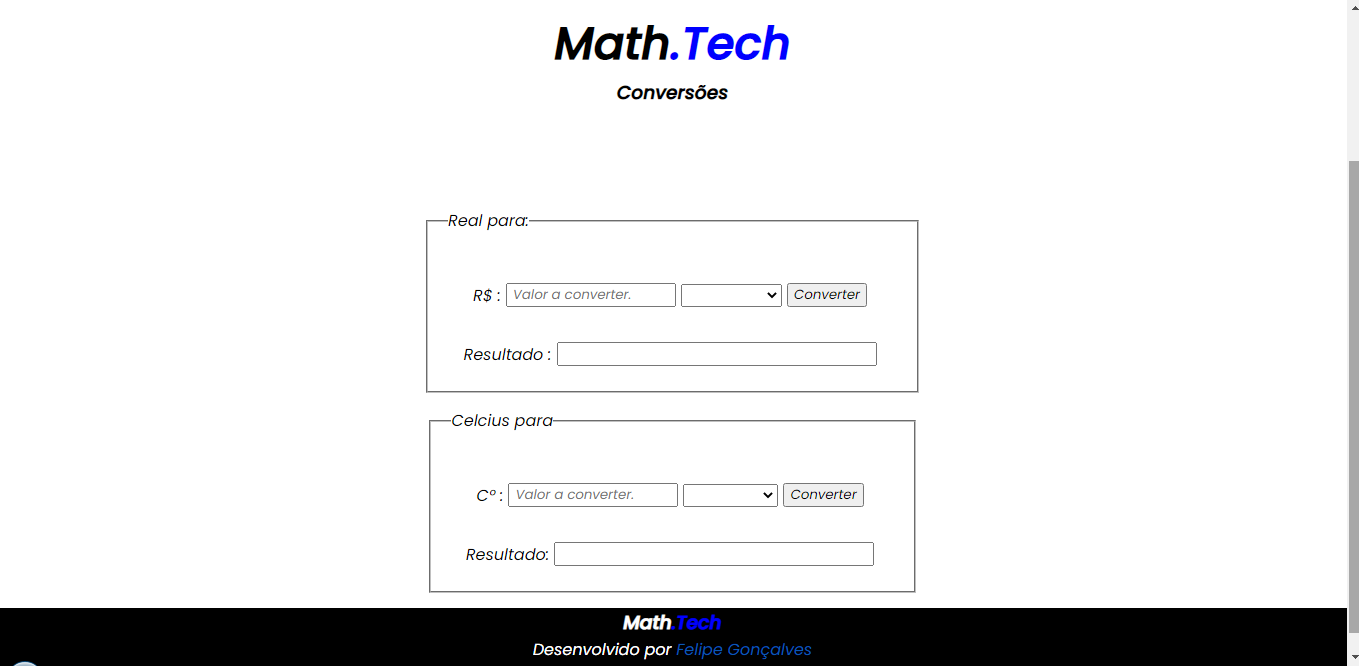 Math.Tech
Conversões
Real para:
R$ : Valor a converter. Converter
Resultado :
Celcius para
Cº : Valor a converter. Converter
Resultado:
Math.Tech
Desenvolvido por Felipe Gonçalves